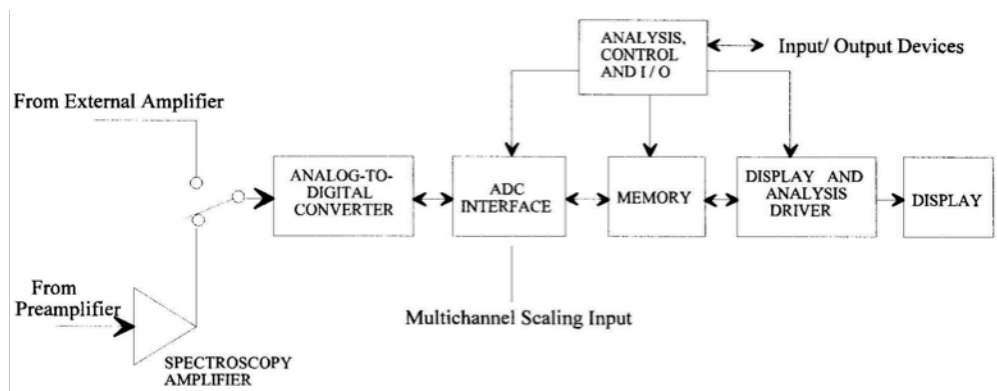 ANALYSIS,
CONTROL
AND I / O
Input/ Output Devices
From External Amplifier
ANALOG-TO-
DIGITAL
CONVERTER
ADC
INTERFACE
MEMORY
DISPLAY AND
ANALYSIS
DRIVER
DISPLAY
From
Preamplifier
Multichannel Scaling Input
SPECTROSCOPY
AMPLIFIER